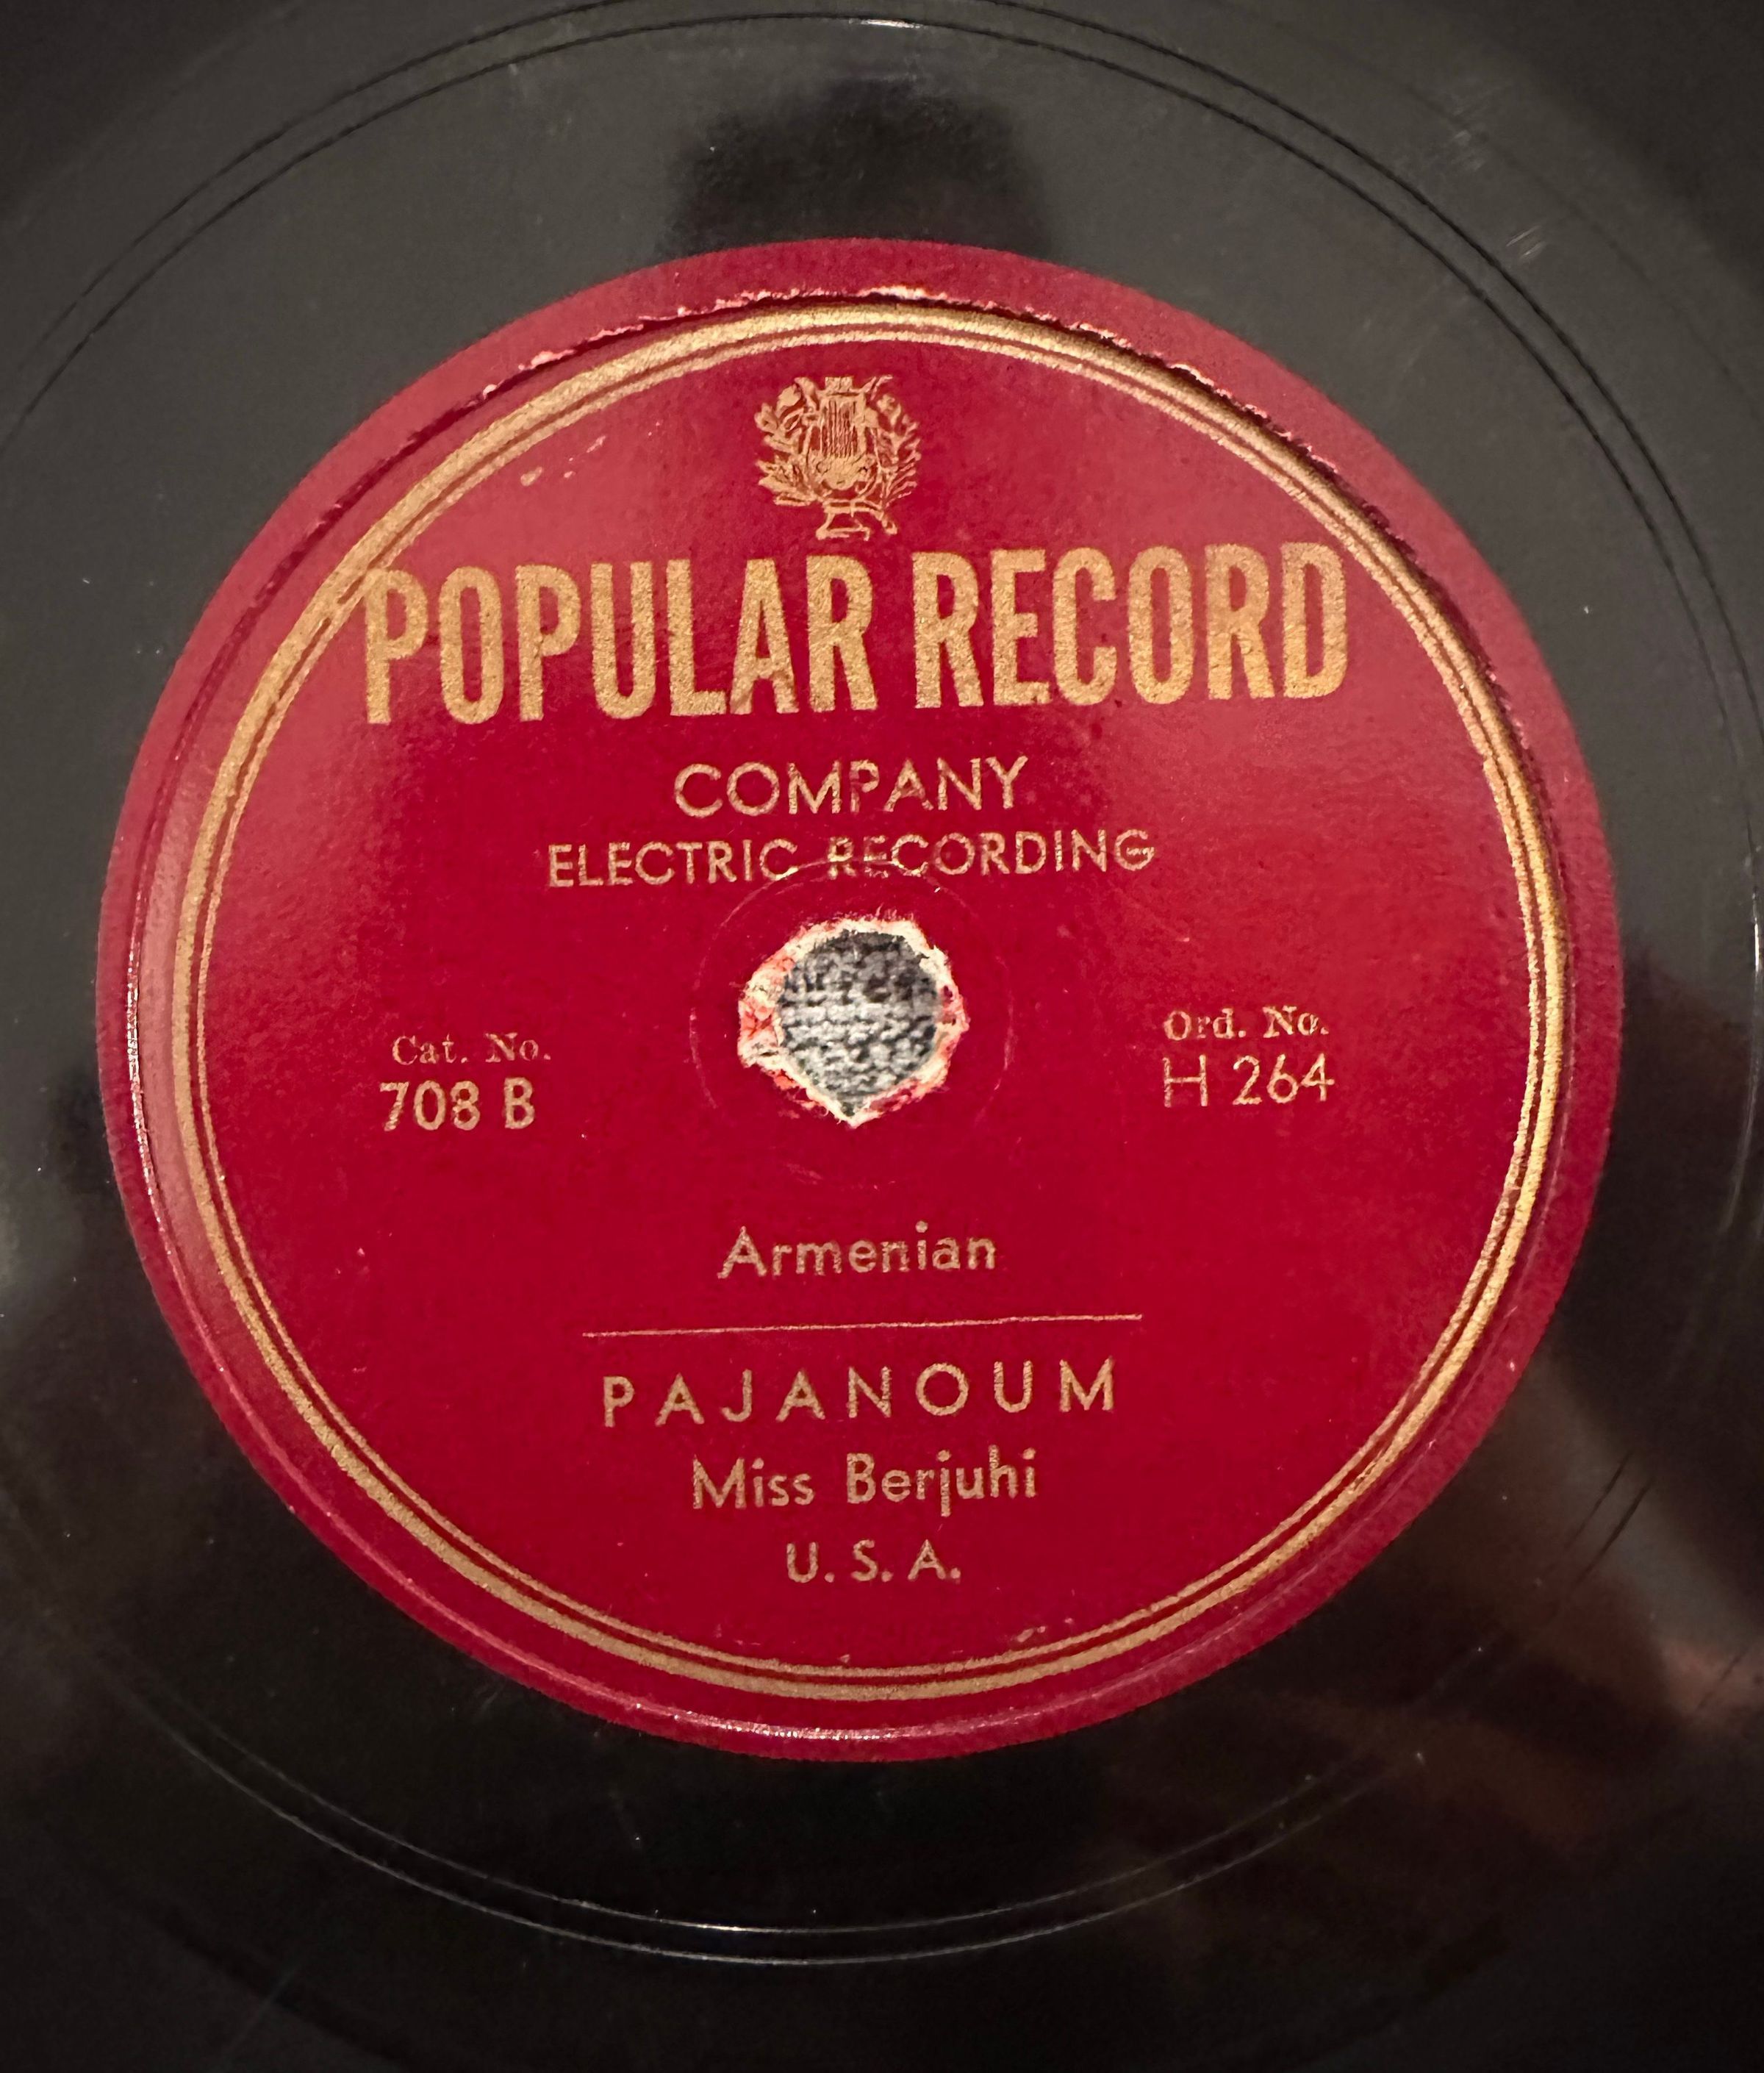 POPULAR RECORD
COMPANY
ELECTRIC RECORDING
Cat. No.
708 B
Ord. No.
H 264
Armenian
PAJANOUM
Miss Berjuhi
U. S. A.